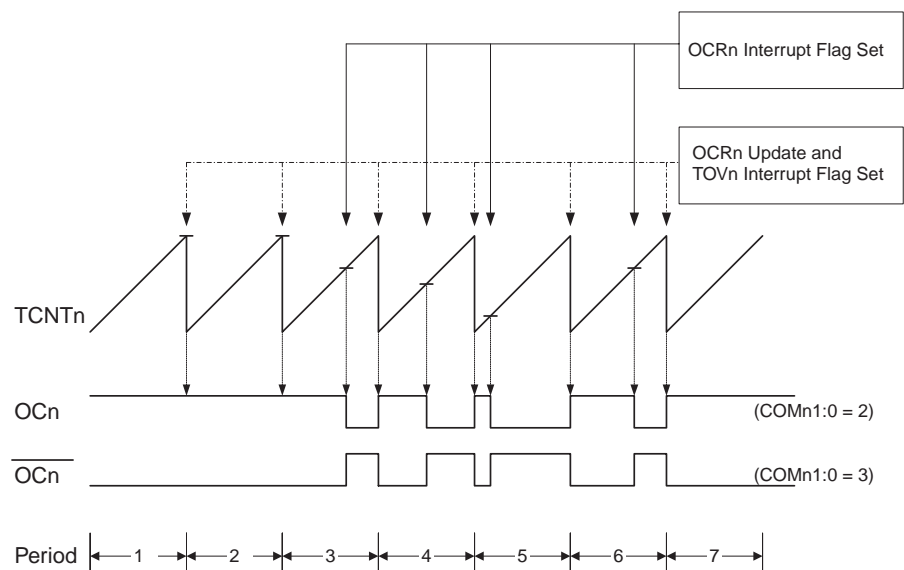 OCRn Interrupt Flag Set
OCRn Update and
TOVn Interrupt Flag Set
TCNTn
OCn
(COMn1:0 = 2)
OCn
(COMn1:0 = 3)
Period
1
2
3
4
5
6
7